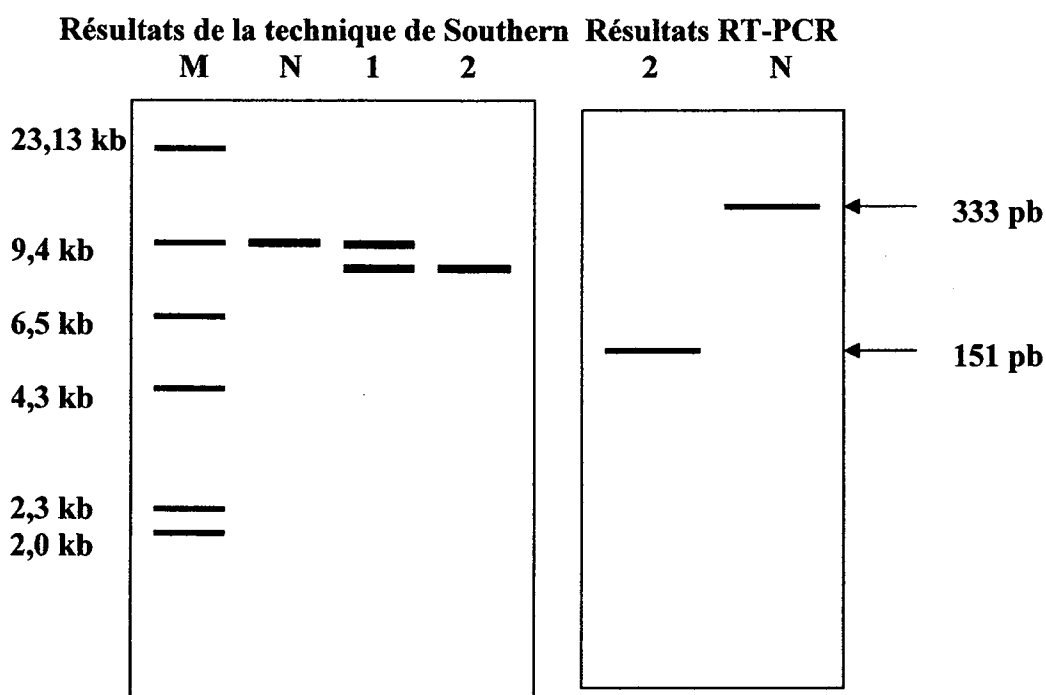 Résultats de la technique de Southern Résultats RT-PCR
M N 1 2 2 N
23,13 kb
333 pb
9,4 kb
6,5 kb
151 pb
4,3 kb
2,3 kb
2,0 kb